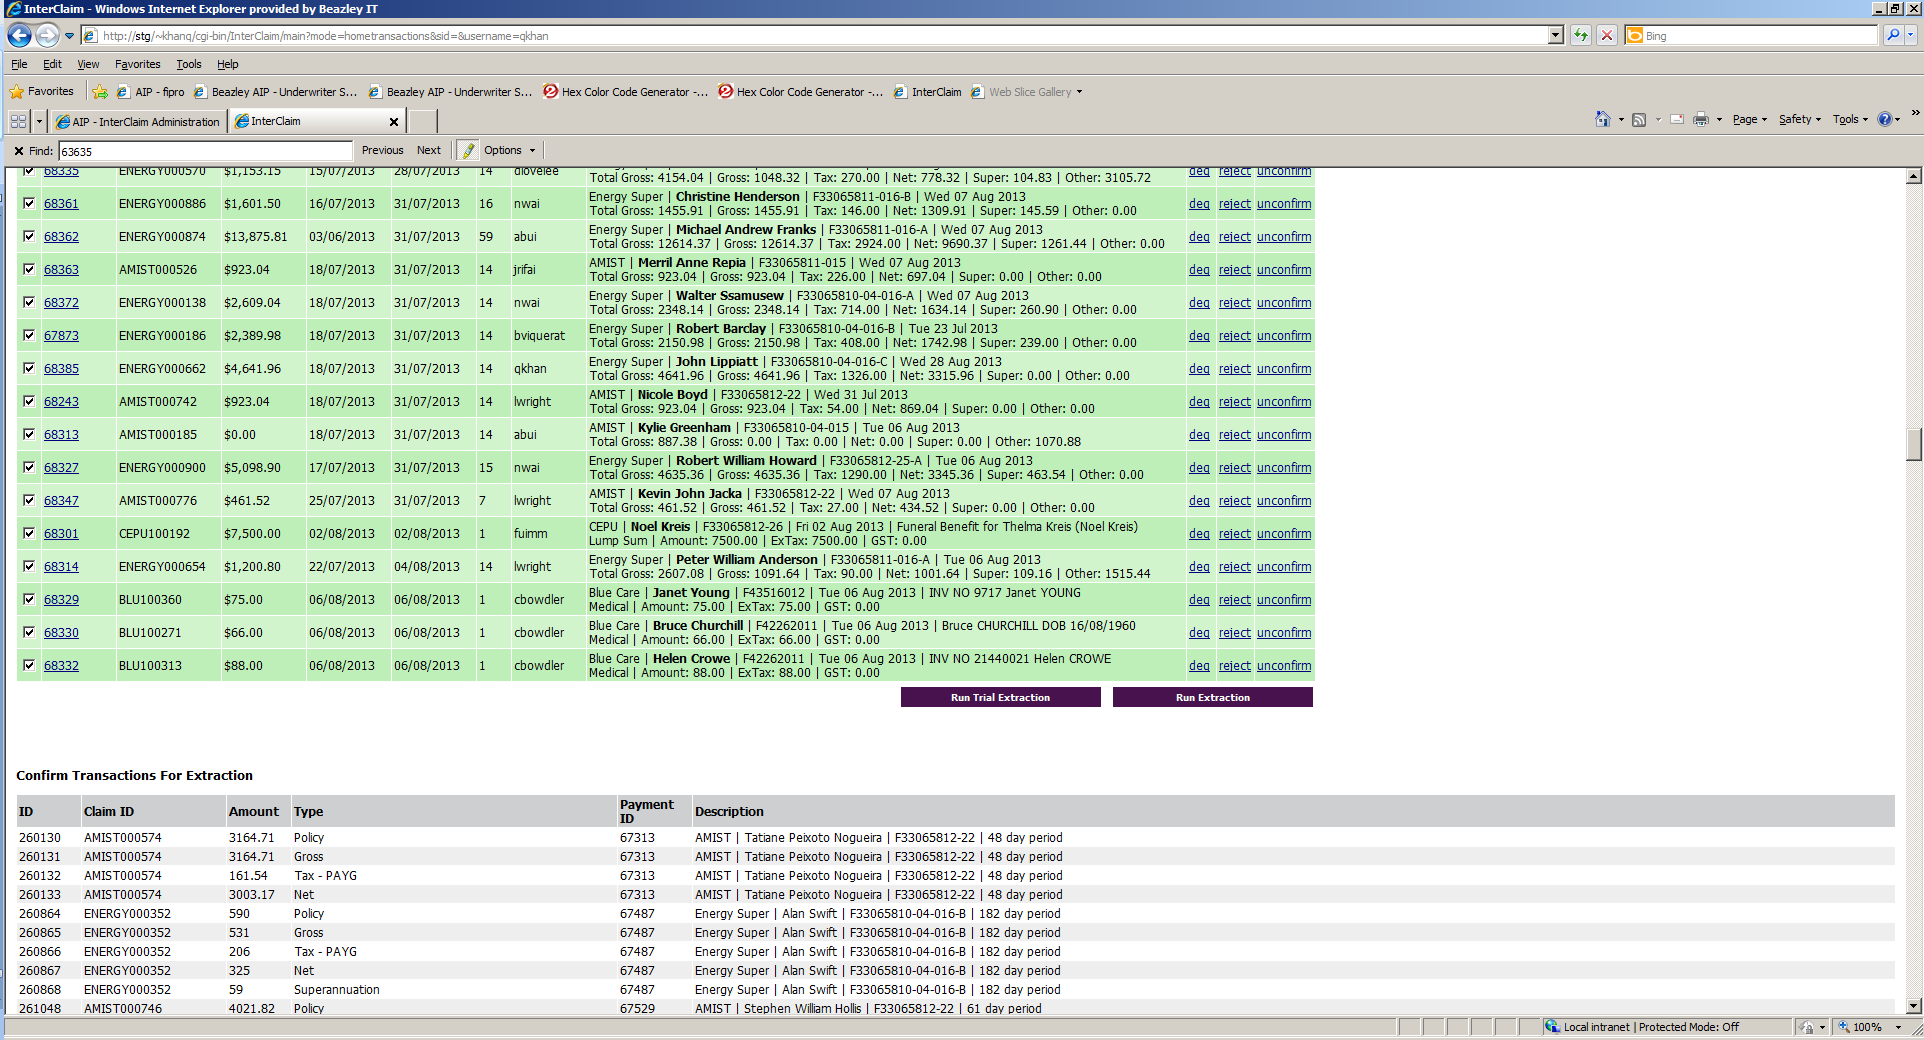 InterClaim - Windows Internet Explorer provided by Beazley IT
http://stg/~khanq/cgi-bin/InterClaim/main?mode=hometransactions&sid=&username=qkhan
Bing
File Edit View Favorites Tools Help
Favorites AIP - fipro Beazley AIP - Underwriter S... Beazley AIP - Underwriter S... Hex Color Code Generator -... Hex Color Code Generator -... InterClaim Web Slice Gallery
AIP - InterClaim Administration InterClaim Page Safety Tools
Find: 63635 Previous Next Options
68335 ENERGY000570 $1,153.15 15/07/2013 28/07/2013 14 dlovelee
Total Gross: 4154.04 | Gross: 1048.32 | Tax: 270.00 | Net: 778.32 | Super: 104.83 | Other: 3105.72 deq reject unconfirm
68361 ENERGY000886 $1,601.50 16/07/2013 31/07/2013 16 nwai Energy Super | Christine Henderson | F33065811-016-B | Wed 07 Aug 2013
Total Gross: 1455.91 | Gross: 1455.91 | Tax: 146.00 | Net: 1309.91 | Super: 145.59 | Other: 0.00 deq reject unconfirm
68362 ENERGY000874 $13,875.81 03/06/2013 31/07/2013 59 abui Energy Super | Michael Andrew Franks | F33065811-016-A | Wed 07 Aug 2013
Total Gross: 12614.37 | Gross: 12614.37 | Tax: 2924.00 | Net: 9690.37 | Super: 1261.44 | Other: 0.00 deq reject unconfirm
68363 AMIST000526 $923.04 18/07/2013 31/07/2013 14 jrifai AMIST | Merril Anne Repia | F33065811-015 | Wed 07 Aug 2013
Total Gross: 923.04 | Gross: 923.04 | Tax: 226.00 | Net: 697.04 | Super: 0.00 | Other: 0.00 deq reject unconfirm
68372 ENERGY000138 $2,609.04 18/07/2013 31/07/2013 14 nwai Energy Super | Walter Ssamusew | F33065810-04-016-A | Wed 07 Aug 2013
Total Gross: 2348.14 | Gross: 2348.14 | Tax: 714.00 | Net: 1634.14 | Super: 260.90 | Other: 0.00 deq reject unconfirm
67873 ENERGY000186 $2,389.98 18/07/2013 31/07/2013 14 bviquerat Energy Super | Robert Barclay | F33065810-04-016-B | Tue 23 Jul 2013
Total Gross: 2150.98 | Gross: 2150.98 | Tax: 408.00 | Net: 1742.98 | Super: 239.00 | Other: 0.00 deq reject unconfirm
68385 ENERGY000662 $4,641.96 18/07/2013 31/07/2013 14 qkhan Energy Super | John Lippiatt | F33065810-04-016-C | Wed 28 Aug 2013
Total Gross: 4641.96 | Gross: 4641.96 | Tax: 1326.00 | Net: 3315.96 | Super: 0.00 | Other: 0.00 deq reject unconfirm
68243 AMIST000742 $923.04 18/07/2013 31/07/2013 14 lwright AMIST | Nicole Boyd | F33065812-22 | Wed 31 Jul 2013
Total Gross: 923.04 | Gross: 923.04 | Tax: 54.00 | Net: 869.04 | Super: 0.00 | Other: 0.00 deq reject unconfirm
68313 AMIST000185 $0.00 18/07/2013 31/07/2013 14 abui AMIST | Kylie Greenham | F33065810-04-015 | Tue 06 Aug 2013
Total Gross: 887.38 | Gross: 0.00 | Tax: 0.00 | Net: 0.00 | Super: 0.00 | Other: 1070.88 deq reject unconfirm
68327 ENERGY000900 $5,098.90 17/07/2013 31/07/2013 15 nwai Energy Super | Robert William Howard | F33065812-25-A | Tue 06 Aug 2013
Total Gross: 4635.36 | Gross: 4635.36 | Tax: 1290.00 | Net: 3345.36 | Super: 463.54 | Other: 0.00 deq reject unconfirm
68347 AMIST000776 $461.52 25/07/2013 31/07/2013 7 lwright AMIST | Kevin John Jacka | F33065812-22 | Wed 07 Aug 2013
Total Gross: 461.52 | Gross: 461.52 | Tax: 27.00 | Net: 434.52 | Super: 0.00 | Other: 0.00 deq reject unconfirm
68301 CEPU100192 $7,500.00 02/08/2013 02/08/2013 1 fuimm CEPU | Noel Kreis | F33065812-26 | Fri 02 Aug 2013 | Funeral Benefit for Thelma Kreis (Noel Kreis)
Lump Sum | Amount: 7500.00 | ExTax: 7500.00 | GST: 0.00 deq reject unconfirm
68314 ENERGY000654 $1,200.80 22/07/2013 04/08/2013 14 lwright Energy Super | Peter William Anderson | F33065811-016-A | Tue 06 Aug 2013
Total Gross: 2607.08 | Gross: 1091.64 | Tax: 90.00 | Net: 1001.64 | Super: 109.16 | Other: 1515.44 deq reject unconfirm
68329 BLU100360 $75.00 06/08/2013 06/08/2013 1 cbowdler Blue Care | Janet Young | F43516012 | Tue 06 Aug 2013 | INV NO 9717 Janet YOUNG
Medical | Amount: 75.00 | ExTax: 75.00 | GST: 0.00 deq reject unconfirm
68330 BLU100271 $66.00 06/08/2013 06/08/2013 1 cbowdler Blue Care | Bruce Churchill | F42262011 | Tue 06 Aug 2013 | Bruce CHURCHILL DOB 16/08/1960
Medical | Amount: 66.00 | ExTax: 66.00 | GST: 0.00 deq reject unconfirm
68332 BLU100313 $88.00 06/08/2013 06/08/2013 1 cbowdler Blue Care | Helen Crowe | F42262011 | Tue 06 Aug 2013 | INV NO 21440021 Helen CROWE
Medical | Amount: 88.00 | ExTax: 88.00 | GST: 0.00 deq reject unconfirm
Run Trial Extraction Run Extraction
Confirm Transactions For Extraction
ID Claim ID Amount Type Payment ID Description
260130 AMIST000574 3164.71 Policy 67313 AMIST | Tatiane Peixoto Nogueira | F33065812-22 | 48 day period
260131 AMIST000574 3164.71 Gross 67313 AMIST | Tatiane Peixoto Nogueira | F33065812-22 | 48 day period
260132 AMIST000574 161.54 Tax - PAYG 67313 AMIST | Tatiane Peixoto Nogueira | F33065812-22 | 48 day period
260133 AMIST000574 3003.17 Net 67313 AMIST | Tatiane Peixoto Nogueira | F33065812-22 | 48 day period
260864 ENERGY000352 590 Policy 67487 Energy Super | Alan Swift | F33065810-04-016-B | 182 day period
260865 ENERGY000352 531 Gross 67487 Energy Super | Alan Swift | F33065810-04-016-B | 182 day period
260866 ENERGY000352 206 Tax - PAYG 67487 Energy Super | Alan Swift | F33065810-04-016-B | 182 day period
260867 ENERGY000352 325 Net 67487 Energy Super | Alan Swift | F33065810-04-016-B | 182 day period
260868 ENERGY000352 59 Superannuation 67487 Energy Super | Alan Swift | F33065810-04-016-B | 182 day period
261048 AMIST000746 4021.82 Policy 67529 AMIST | Stephen William Hollis | F33065812-22 | 61 day period
Local intranet | Protected Mode: Off 100%